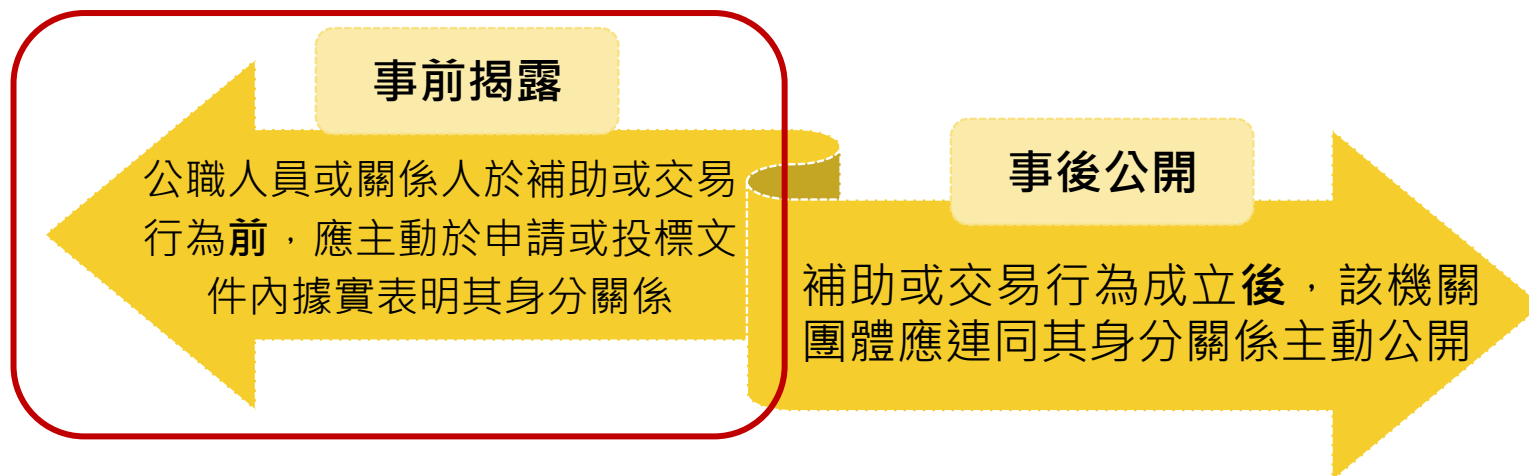 事前揭露
公職人員或關係人於補助或交易
行為前，應主動於申請或投標文
件內據實表明其身分關係
事後公開
補助或交易行為成立後，該機關
團體應連同其身分關係主動公開